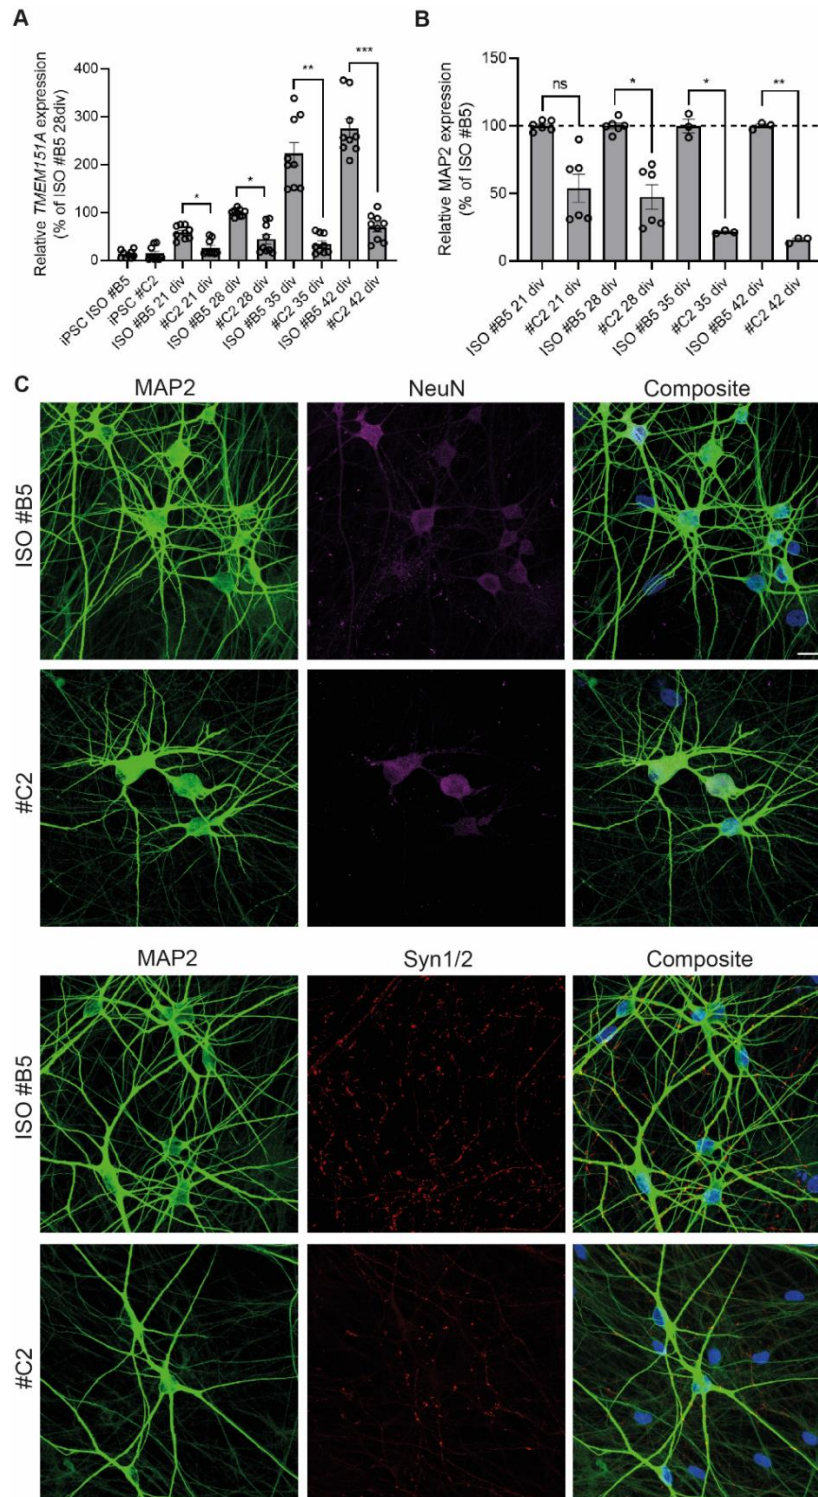 A
Relative TMEM151A expression
(% of ISO #B5 28div)
400
300
200
100
0
*
*
**
***
iPSC ISO #B5
iPSC #C2
ISO #B5 21 div
#C2 21 div
ISO #B5 28 div
#C2 28 div
ISO #B5 35 div
#C2 35 div
ISO #B5 42 div
#C2 42 div
B
Relative MAP2 expression
(% of ISO #B5)
150
100
50
0
ns
*
*
**
ISO #B5 21 div
#C2 21 div
ISO #B5 28 div
#C2 28 div
ISO #B5 35 div
#C2 35 div
ISO #B5 42 div
#C2 42 div
C
MAP2 NeuN Composite
ISO #B5
#C2
MAP2 Syn1/2 Composite
ISO #B5
#C2